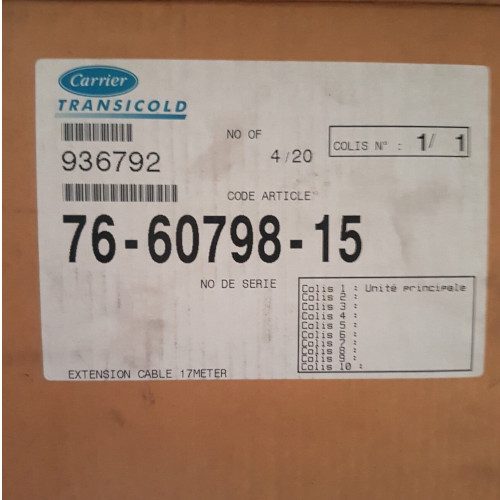 Carrier
TRANSICOLD
936792
NO OF
4/20
COLIS N° : 1/ 1
CODE ARTICLE
76-60798-15
NO DE SERIE
Colis 1 : Unité principale
Colis 2 :
Colis 3 :
Colis 4 :
Colis 5 :
Colis 6 :
Colis 7 :
Colis 8 :
Colis 9 :
Colis 10 :
EXTENSION CABLE 17METER